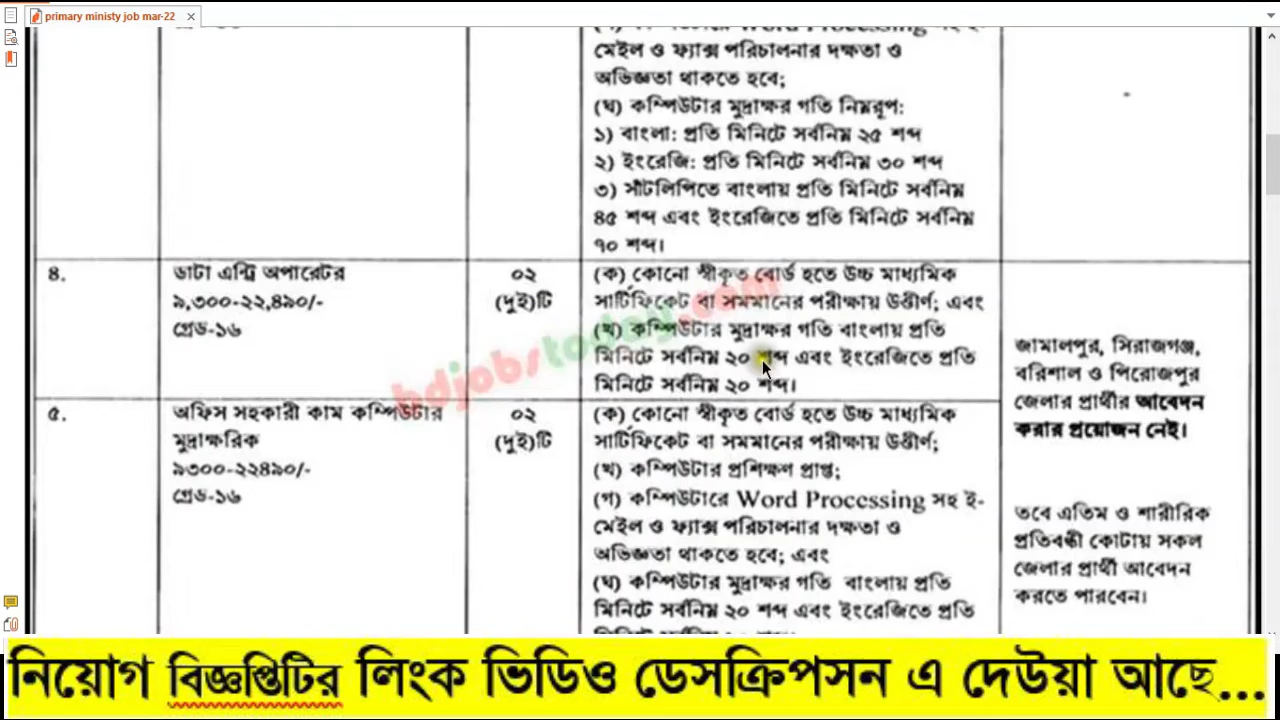 primary ministy job mar-22
Word Processing সহ ই-
মেইল ও ফ্যাক্স পরিচালনার দক্ষতা ও
অভিজ্ঞতা থাকতে হবে;
(ঘ) কম্পিউটার মুদ্রাক্ষর গতি নিম্নরূপ:
১) বাংলা: প্রতি মিনিটে সর্বনিম্ন ২৫ শব্দ
২) ইংরেজি: প্রতি মিনিটে সর্বনিম্ন ৩০ শব্দ
৩) সাঁটলিপিতে বাংলায় প্রতি মিনিটে সর্বনিম্ন
৪৫ শব্দ এবং ইংরেজিতে প্রতি মিনিটে সর্বনিম্ন
৭০ শব্দ।
৪.
ডাটা এন্ট্রি অপারেটর
৯,৩০০-২২,৪৯০/-
গ্রেড-১৬
০২
(দুই)টি
(ক) কোনো স্বীকৃত বোর্ড হতে উচ্চ মাধ্যমিক
সার্টিফিকেট বা সমমানের পরীক্ষায় উত্তীর্ণ; এবং
(খ) কম্পিউটার মুদ্রাক্ষর গতি বাংলায় প্রতি
মিনিটে সর্বনিম্ন ২০ শব্দ এবং ইংরেজিতে প্রতি
মিনিটে সর্বনিম্ন ২০ শব্দ।
জামালপুর, সিরাজগঞ্জ,
বরিশাল ও পিরোজপুর
জেলার প্রার্থীর আবেদন
করার প্রয়োজন নেই।
তবে এতিম ও শারীরিক
প্রতিবন্ধী কোটায় সকল
জেলার প্রার্থী আবেদন
করতে পারবেন।
৫.
অফিস সহকারী কাম কম্পিউটার
মুদ্রাক্ষরিক
৯৩০০-২২৪৯০/-
গ্রেড-১৬
০২
(দুই)টি
(ক) কোনো স্বীকৃত বোর্ড হতে উচ্চ মাধ্যমিক
সার্টিফিকেট বা সমমানের পরীক্ষায় উত্তীর্ণ;
(খ) কম্পিউটার প্রশিক্ষণ প্রাপ্ত;
(গ) কম্পিউটারে Word Processing সহ ই-
মেইল ও ফ্যাক্স পরিচালনার দক্ষতা ও
অভিজ্ঞতা থাকতে হবে; এবং
(ঘ) কম্পিউটার মুদ্রাক্ষর গতি বাংলায় প্রতি
মিনিটে সর্বনিম্ন ২০ শব্দ এবং ইংরেজিতে প্রতি
bdjobstoday.com
নিয়োগ বিজ্ঞপ্তিটির লিংক ভিডিও ডেসক্রিপসন এ দেউয়া আছে...